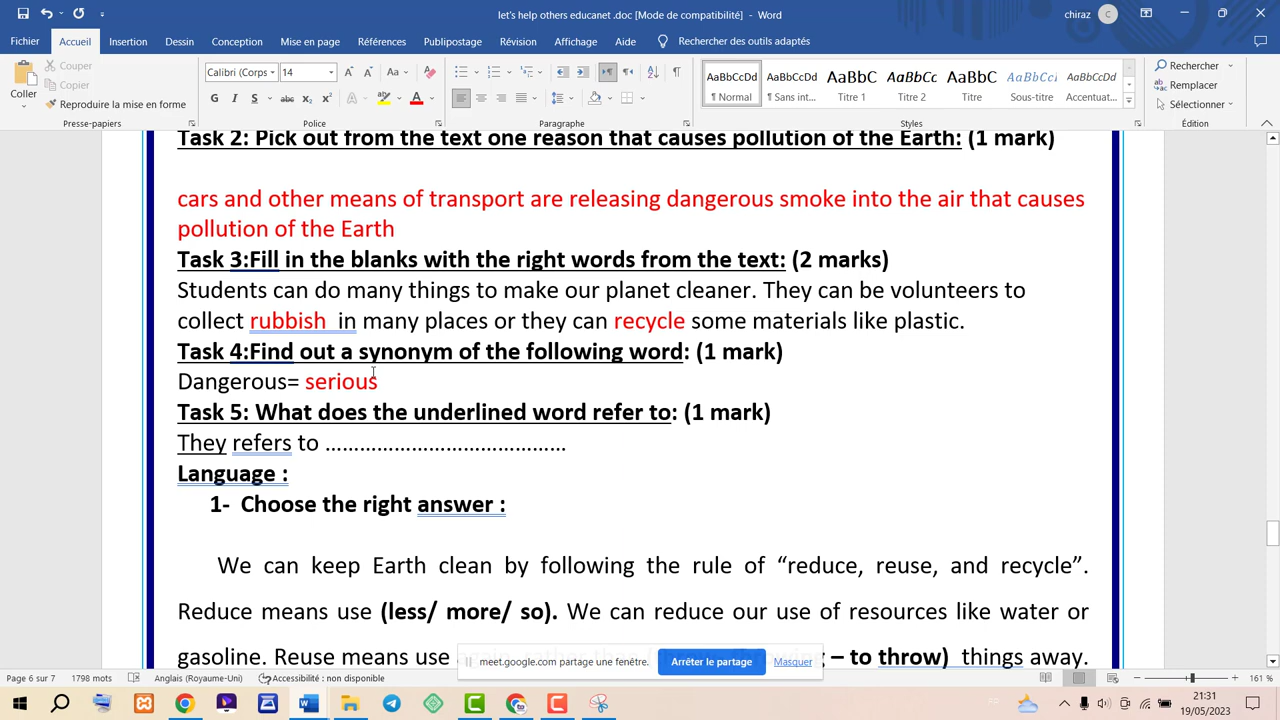 let's help others educanet .doc [Mode de compatibilité] - Word
chiraz C
Fichier Accueil Insertion Dessin Conception Mise en page Références Publipostage Révision Affichage Aide Rechercher des outils adaptés
Coller
Couper
Copier
Reproduire la mise en forme
Calibri (Corps 14
AaBbCcDd AaBbCcDd AaBbC AaBbCc AaBbC AaBbCcI AaBbCcDd
¶ Normal ¶ Sans int... Titre 1 Titre 2 Titre Sous-titre Accentuat...
Rechercher
Remplacer
Sélectionner
Presse-papiers Police Paragraphe Styles Édition
Task 2: Pick out from the text one reason that causes pollution of the Earth: (1 mark)
cars and other means of transport are releasing dangerous smoke into the air that causes
pollution of the Earth
Task 3:Fill in the blanks with the right words from the text: (2 marks)
Students can do many things to make our planet cleaner. They can be volunteers to
collect rubbish in many places or they can recycle some materials like plastic.
Task 4:Find out a synonym of the following word: (1 mark)
Dangerous= serious
Task 5: What does the underlined word refer to: (1 mark)
They refers to ..........................................
Language :
1- Choose the right answer :
We can keep Earth clean by following the rule of “reduce, reuse, and recycle”.
Reduce means use (less/ more/ so). We can reduce our use of resources like water or
gasoline. Reuse means use – to throw) things away.
meet.google.com partage une fenêtre. Arrêter le partage Masquer
Page 6 sur 7 1798 mots Anglais (Royaume-Uni) Accessibilité : non disponible 161 %
21:31
19/05/2023